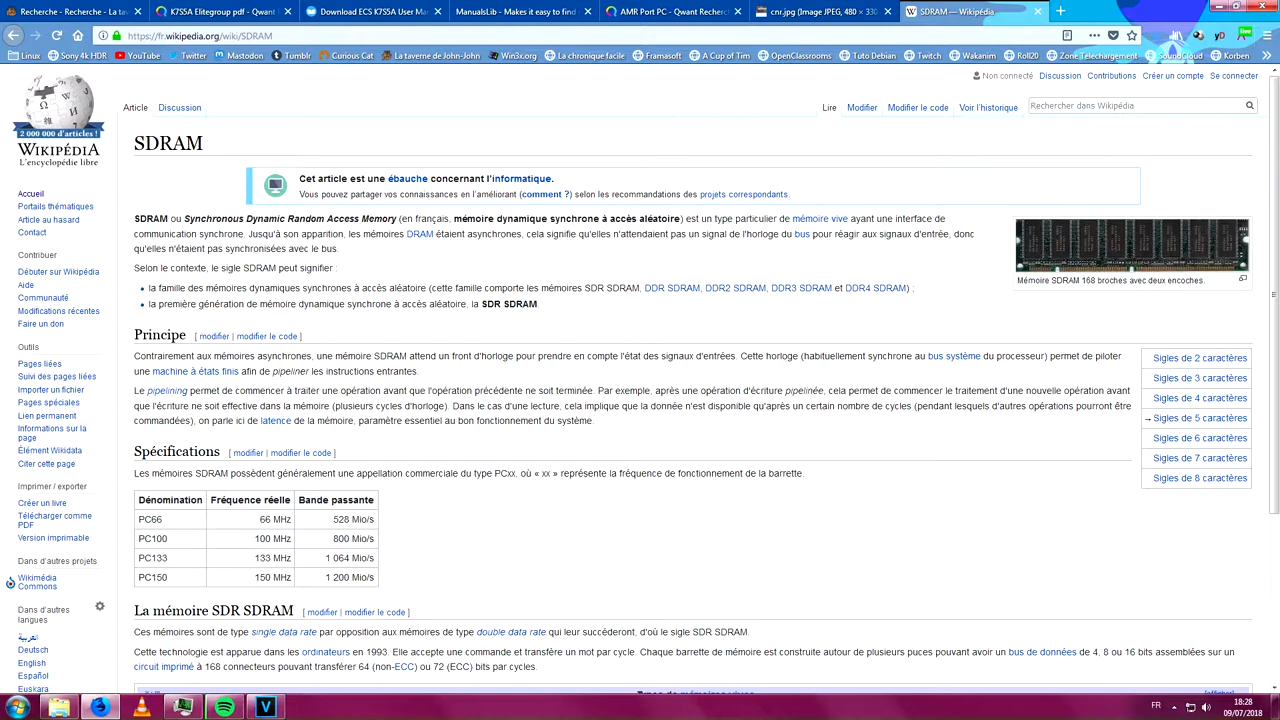 Recherche - Recherche - La tav
K7S5A Elitegroup pdf - Qwant
Download ECS K7S5A User Man
ManualsLib - Makes it easy to find
AMR Port PC - Qwant Recherc
cnr.jpg (Image JPEG, 480 × 330
SDRAM — Wikipédia
https://fr.wikipedia.org/wiki/SDRAM
Linux Sony 4k HDR YouTube Twitter Mastodon Tumblr Curious Cat La taverne de John-John Win3x.org La chronique facile Framasoft A Cup of Tim OpenClassrooms Tuto Debian Twitch Wakanim Roll20 Zone Telechargement SoundCloud Korben
Non connecté Discussion Contributions Créer un compte Se connecter
Article Discussion Lire Modifier Modifier le code Voir l'historique Rechercher dans Wikipédia
2 000 000 d'articles !
WIKIPÉDIA
L'encyclopédie libre
Accueil
Portails thématiques
Article au hasard
Contact
Contribuer
Débuter sur Wikipédia
Aide
Communauté
Modifications récentes
Faire un don
Outils
Pages liées
Suivi des pages liées
Importer un fichier
Pages spéciales
Lien permanent
Informations sur la
page
Élément Wikidata
Citer cette page
Imprimer / exporter
Créer un livre
Télécharger comme
PDF
Version imprimable
Dans d'autres projets
Wikimédia
Commons
Dans d'autres
langues
العربية
Deutsch
English
Español
Euskara
SDRAM
Cet article est une ébauche concernant l'informatique.
Vous pouvez partager vos connaissances en l'améliorant (comment ?) selon les recommandations des projets correspondants.
SDRAM ou Synchronous Dynamic Random Access Memory (en français, mémoire dynamique synchrone à accès aléatoire) est un type particulier de mémoire vive ayant une interface de
communication synchrone. Jusqu'à son apparition, les mémoires DRAM étaient asynchrones, cela signifie qu'elles n'attendaient pas un signal de l'horloge du bus pour réagir aux signaux d'entrée, donc
qu'elles n'étaient pas synchronisées avec le bus.
Mémoire SDRAM 168 broches avec deux encoches.
Selon le contexte, le sigle SDRAM peut signifier :
• la famille des mémoires dynamiques synchrones à accès aléatoire (cette famille comporte les mémoires SDR SDRAM, DDR SDRAM, DDR2 SDRAM, DDR3 SDRAM et DDR4 SDRAM) ;
• la première génération de mémoire dynamique synchrone à accès aléatoire, la SDR SDRAM.
Principe [ modifier | modifier le code ]
Contrairement aux mémoires asynchrones, une mémoire SDRAM attend un front d'horloge pour prendre en compte l'état des signaux d'entrées. Cette horloge (habituellement synchrone au bus système du processeur) permet de piloter
une machine à états finis afin de pipeliner les instructions entrantes.
Le pipelining permet de commencer à traiter une opération avant que l'opération précédente ne soit terminée. Par exemple, après une opération d'écriture pipelinée, cela permet de commencer le traitement d'une nouvelle opération avant
que l'écriture ne soit effective dans la mémoire (plusieurs cycles d'horloge). Dans le cas d'une lecture, cela implique que la donnée n'est disponible qu'après un certain nombre de cycles (pendant lesquels d'autres opérations pourront être
commandées), on parle ici de latence de la mémoire, paramètre essentiel au bon fonctionnement du système.
Sigles de 2 caractères
Sigles de 3 caractères
Sigles de 4 caractères
→ Sigles de 5 caractères
Sigles de 6 caractères
Sigles de 7 caractères
Sigles de 8 caractères
Spécifications [ modifier | modifier le code ]
Les mémoires SDRAM possèdent généralement une appellation commerciale du type PCxx, où « xx » représente la fréquence de fonctionnement de la barrette.
Dénomination Fréquence réelle Bande passante
PC66 66 MHz 528 Mio/s
PC100 100 MHz 800 Mio/s
PC133 133 MHz 1 064 Mio/s
PC150 150 MHz 1 200 Mio/s
La mémoire SDR SDRAM [ modifier | modifier le code ]
Ces mémoires sont de type single data rate par opposition aux mémoires de type double data rate qui leur succéderont, d'où le sigle SDR SDRAM.
Cette technologie est apparue dans les ordinateurs en 1993. Elle accepte une commande et transfère un mot par cycle. Chaque barrette de mémoire est construite autour de plusieurs puces pouvant avoir un bus de données de 4, 8 ou 16 bits assemblées sur un
circuit imprimé à 168 connecteurs pouvant transférer 64 (non-ECC) ou 72 (ECC) bits par cycles.
FR
18:28
09/07/2018